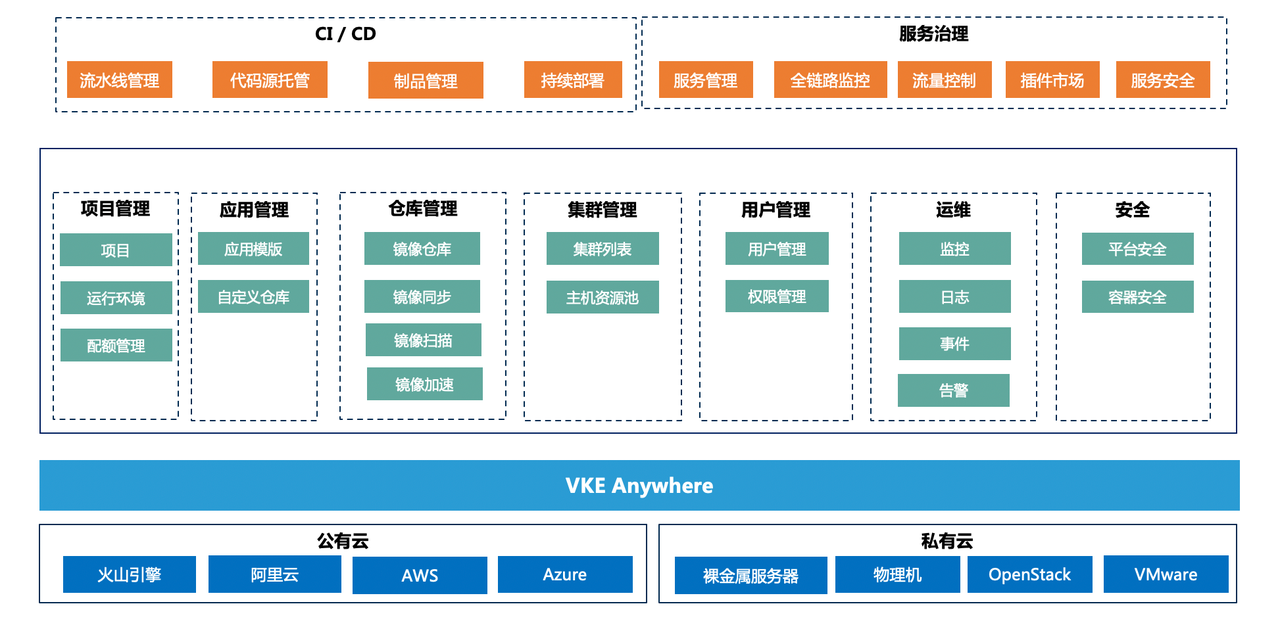 CI / CD
流水线管理
代码源托管
制品管理
持续部署
服务治理
服务管理
全链路监控
流量控制
插件市场
服务安全
项目管理
项目
运行环境
配额管理
应用管理
应用模版
自定义仓库
仓库管理
镜像仓库
镜像同步
镜像扫描
镜像加速
集群管理
集群列表
主机资源池
用户管理
用户管理
权限管理
运维
监控
日志
事件
告警
安全
平台安全
容器安全
VKE Anywhere
公有云
火山引擎
阿里云
AWS
Azure
私有云
裸金属服务器
物理机
OpenStack
VMware